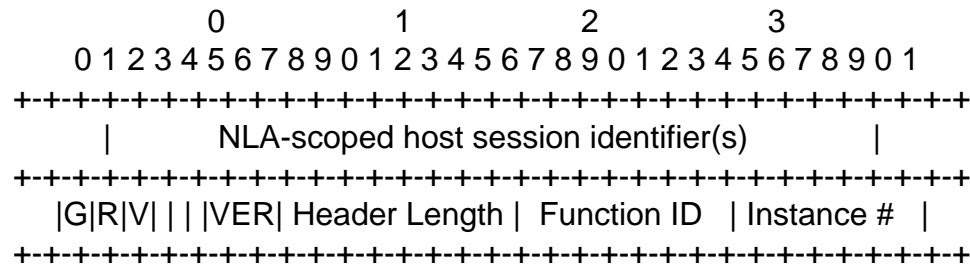 0 1 2 3
0 1 2 3 4 5 6 7 8 9 0 1 2 3 4 5 6 7 8 9 0 1 2 3 4 5 6 7 8 9 0 1
+-+-+-+-+-+-+-+-+-+-+-+-+-+-+-+-+-+-+-+-+-+-+-+-+-+-+-+-+-+-+-+-+
| NLA-scoped host session identifier(s) |
+-+-+-+-+-+-+-+-+-+-+-+-+-+-+-+-+-+-+-+-+-+-+-+-+-+-+-+-+-+-+-+-+
|G|R|V| | | |VER| Header Length | Function ID | Instance # |
+-+-+-+-+-+-+-+-+-+-+-+-+-+-+-+-+-+-+-+-+-+-+-+-+-+-+-+-+-+-+-+-+